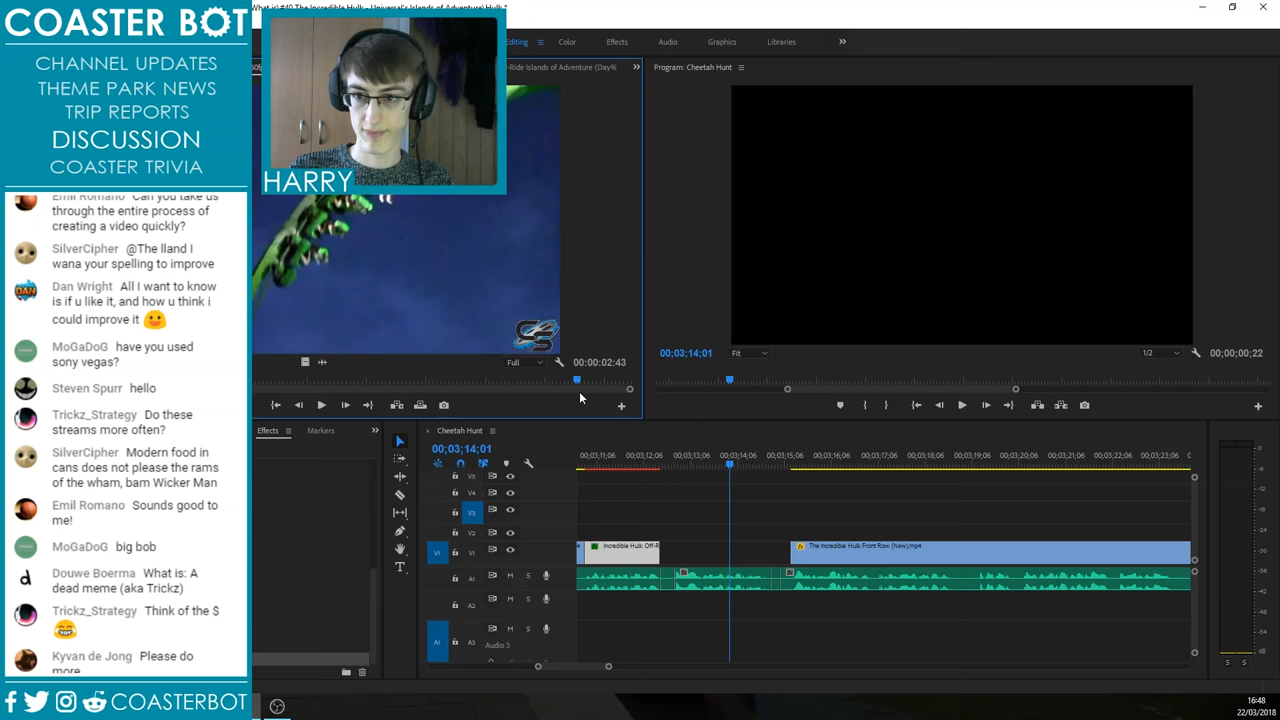 What is) #40 The Incredible Hulk - Universal's Islands of Adventure) Hulk *
COASTER BOT
CHANNEL UPDATES
THEME PARK NEWS
TRIP REPORTS
DISCUSSION
COASTER TRIVIA
HARRY
Editing Color Effects Audio Graphics Libraries
-Ride Islands of Adventure (Day%
Program: Cheetah Hunt
Emil Romano Can you take us
through the entire process of
creating a video quickly?
SilverCipher @The lland I
wana your spelling to improve
Dan Wright All I want to know
is if u like it, and how u think i
could improve it
MoGaDoG have you used
sony vegas?
Steven Spurr hello
Trickz_Strategy Do these
streams more often?
SilverCipher Modern food in
cans does not please the rams
of the wham, bam Wicker Man
Emil Romano Sounds good to
me!
MoGaDoG big bob
Douwe Boerma What is: A
dead meme (aka Trickz)
Trickz_Strategy Think of the $
Kyvan de Jong Please do
more
COASTERBOT
Full
00:00:02:43
00;03;14;01
Fit
1/2
00;00;00;22
Effects Markers
Cheetah Hunt
00;03;14;01
00;03;11;06 00;03;12;06 00;03;13;06 00;03;14;06 00;03;15;06 00;03;16;06 00;03;17;06 00;03;18;06 00;03;19;06 00;03;20;06 00;03;21;06 00;03;22;06 00;03;23;06
V5
V4
V3
V2
V1 V1
Incredible Hulk Off-R
The Incredible Hulk Front Row (New).mp4
A1 M S
A2 M S
A1 A3 M S
Audio 3
S S
16:48
22/03/2018